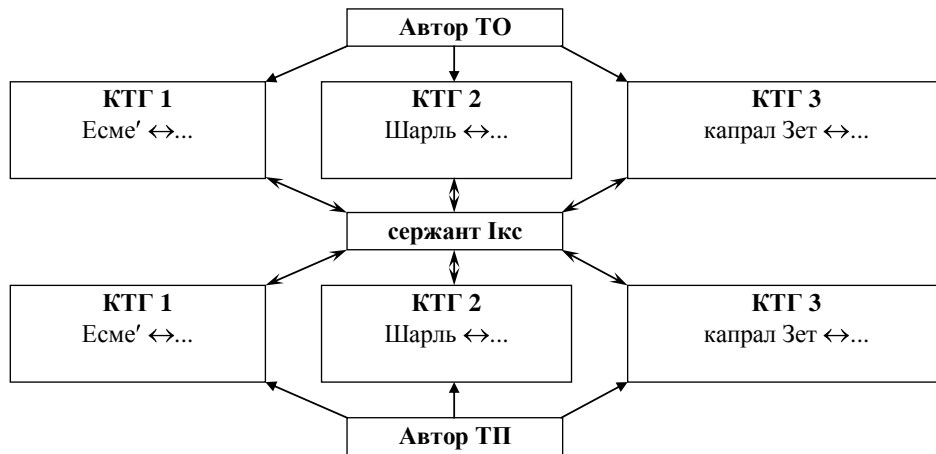 Автор ТО
КТГ 1
Есме′ ↔...
КТГ 2
Шарль ↔...
КТГ 3
капрал Зет ↔...
сержант Ікс
КТГ 1
Есме′ ↔...
КТГ 2
Шарль ↔...
КТГ 3
капрал Зет ↔...
Автор ТП